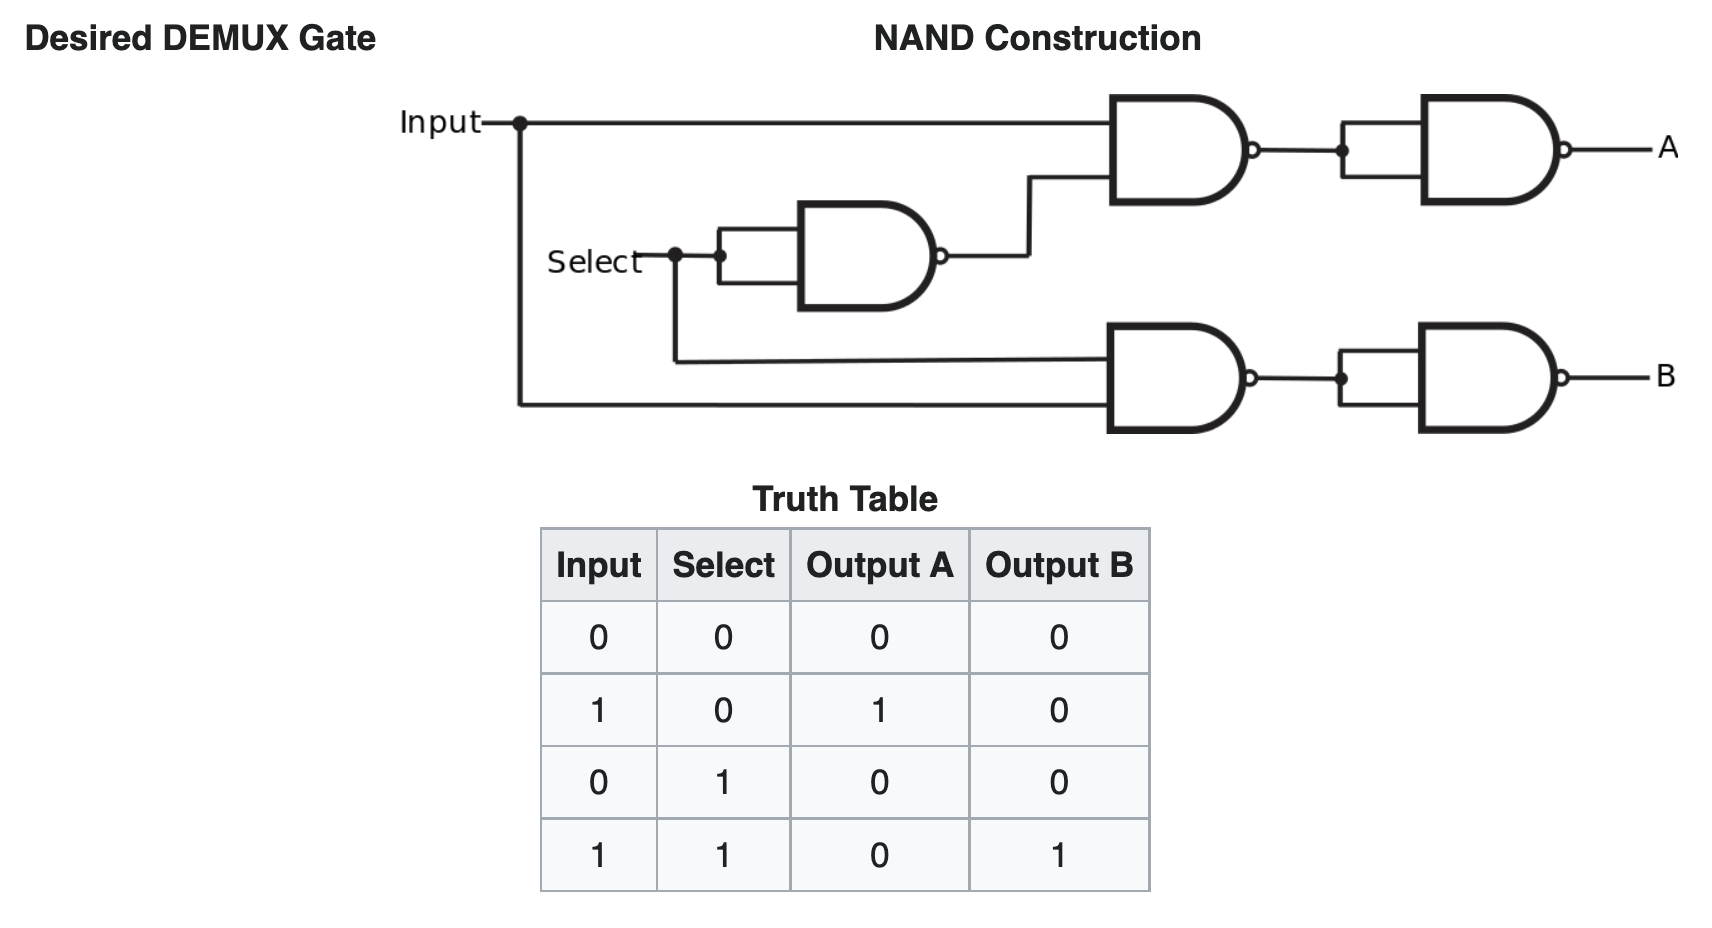 Desired DEMUX Gate
NAND Construction
Input
A
Select
B
Truth Table
Input Select Output A Output B
0 0 0 0
1 0 1 0
0 1 0 0
1 1 0 1